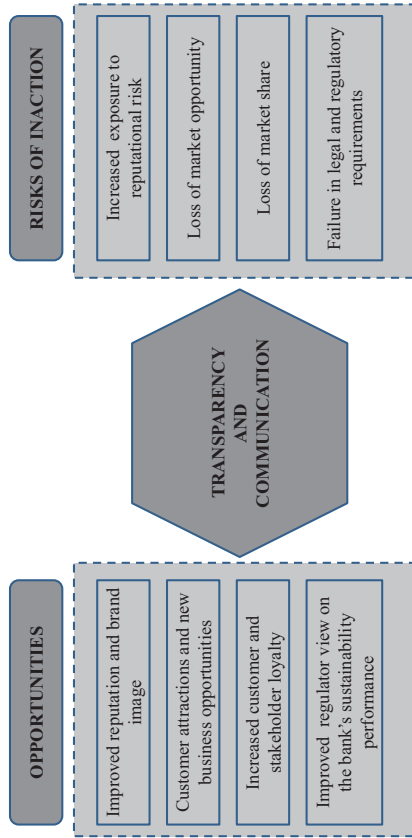 OPPORTUNITIES
Improved reputation and brand
image
Customer attractions and new
business opportunities
Increased customer and
stakeholder loyalty
Improved regulator view on
the bank's sustainability
performance
TRANSPARENCY
AND
COMMUNICATION
RISKS OF INACTION
Increased exposure to
reputational risk
Loss of market opportunity
Loss of market share
Failure in legal and regulatory
requirements